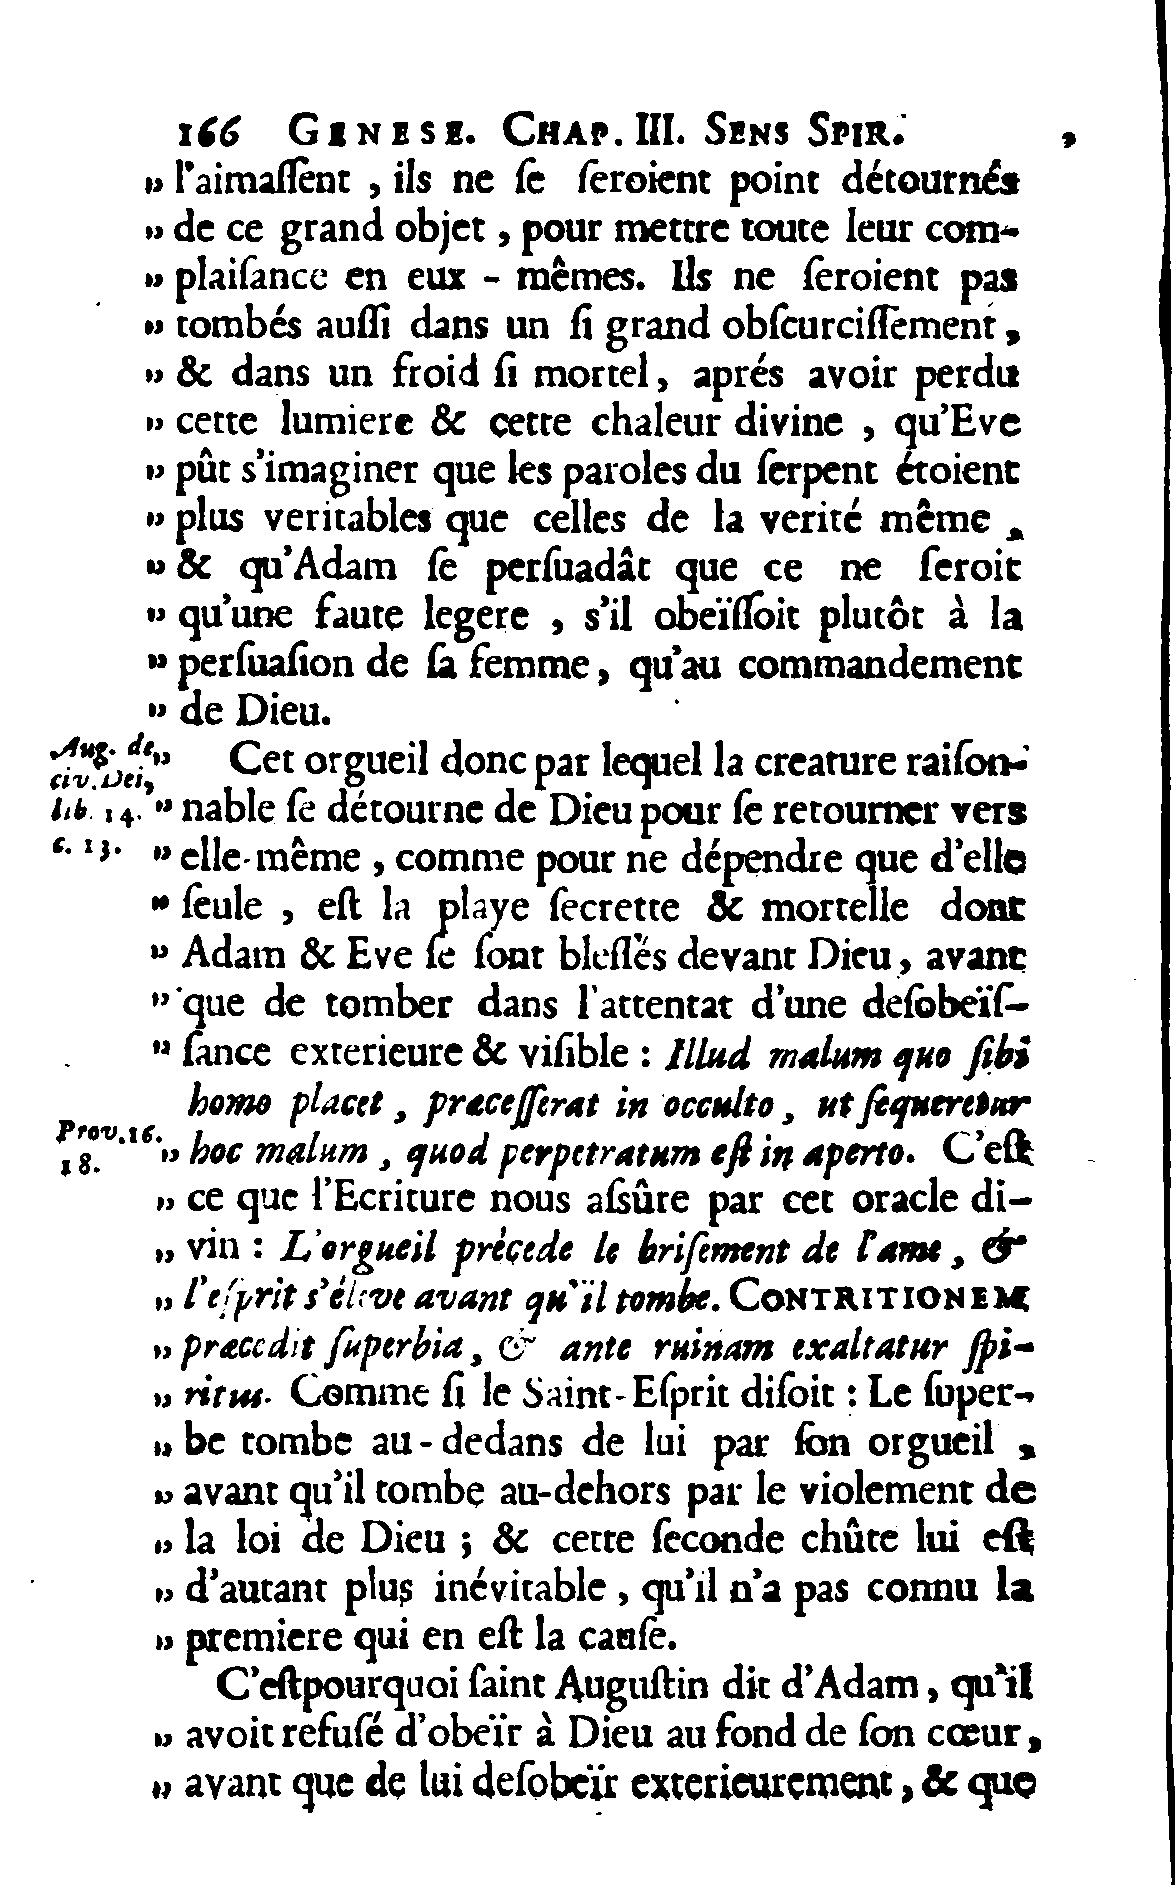 166 GENESE. CHAP. III. SENS SPIR.
„ l'aimaſſent , ils ne ſe ſeroient point détournés
„ de ce grand objet , pour mettre toute leur com-
„ plaiſance en eux - mêmes. Ils ne ſeroient pas
„ tombés auſſi dans un ſi grand obſcurciſſement ,
„ & dans un froid ſi mortel, aprés avoir perdu
„ cette lumiere & cette chaleur divine , qu'Eve
„ pût s'imaginer que les paroles du ſerpent étoient
„ plus veritables que celles de la verité même ,
„ & qu'Adam ſe perſuadât que ce ne ſeroit
„ qu'une faute legere , s'il obeïſſoit plutôt à la
„ perſuaſion de ſa femme, qu'au commandement
„ de Dieu.
Aug. de
civ. Dei,
lib. 14.
c. 13.
„ Cet orgueil donc par lequel la creature raiſon-
„ nable ſe détourne de Dieu pour ſe retourner vers
„ elle-même , comme pour ne dépendre que d'elle
„ ſeule , eſt la playe ſecrette & mortelle dont
„ Adam & Eve ſe ſont bleſſés devant Dieu, avant
„ que de tomber dans l'attentat d'une deſobeïſ-
„ ſance exterieure & viſible : Illud malum quo ſibi
homo placet , præceſſerat in occulto, ut ſequeretur
Prov. 16.
18.
„ hoc malum , quod perpetratum eſt in aperto. C'eſt
„ ce que l'Ecriture nous aſsûre par cet oracle di-
„ vin : L'orgueil précede le briſement de l'ame, &
„ l'eſprit s'éleve avant qu'il tombe. CONTRITIONEM
„ præcedit ſuperbia, & ante ruinam exaltatur ſpi-
„ ritus. Comme ſi le Saint-Eſprit diſoit : Le ſuper-
„ be tombe au-dedans de lui par ſon orgueil ,
„ avant qu'il tombe au-dehors par le violement de
„ la loi de Dieu ; & cette ſeconde chûte lui eſt
„ d'autant plus inévitable , qu'il n'a pas connu la
„ premiere qui en eſt la cauſe.
C'eſtpourquoi ſaint Auguſtin dit d'Adam, qu'il
„ avoit refuſé d'obeïr à Dieu au fond de ſon cœur,
„ avant que de lui deſobeïr exterieurement, & que